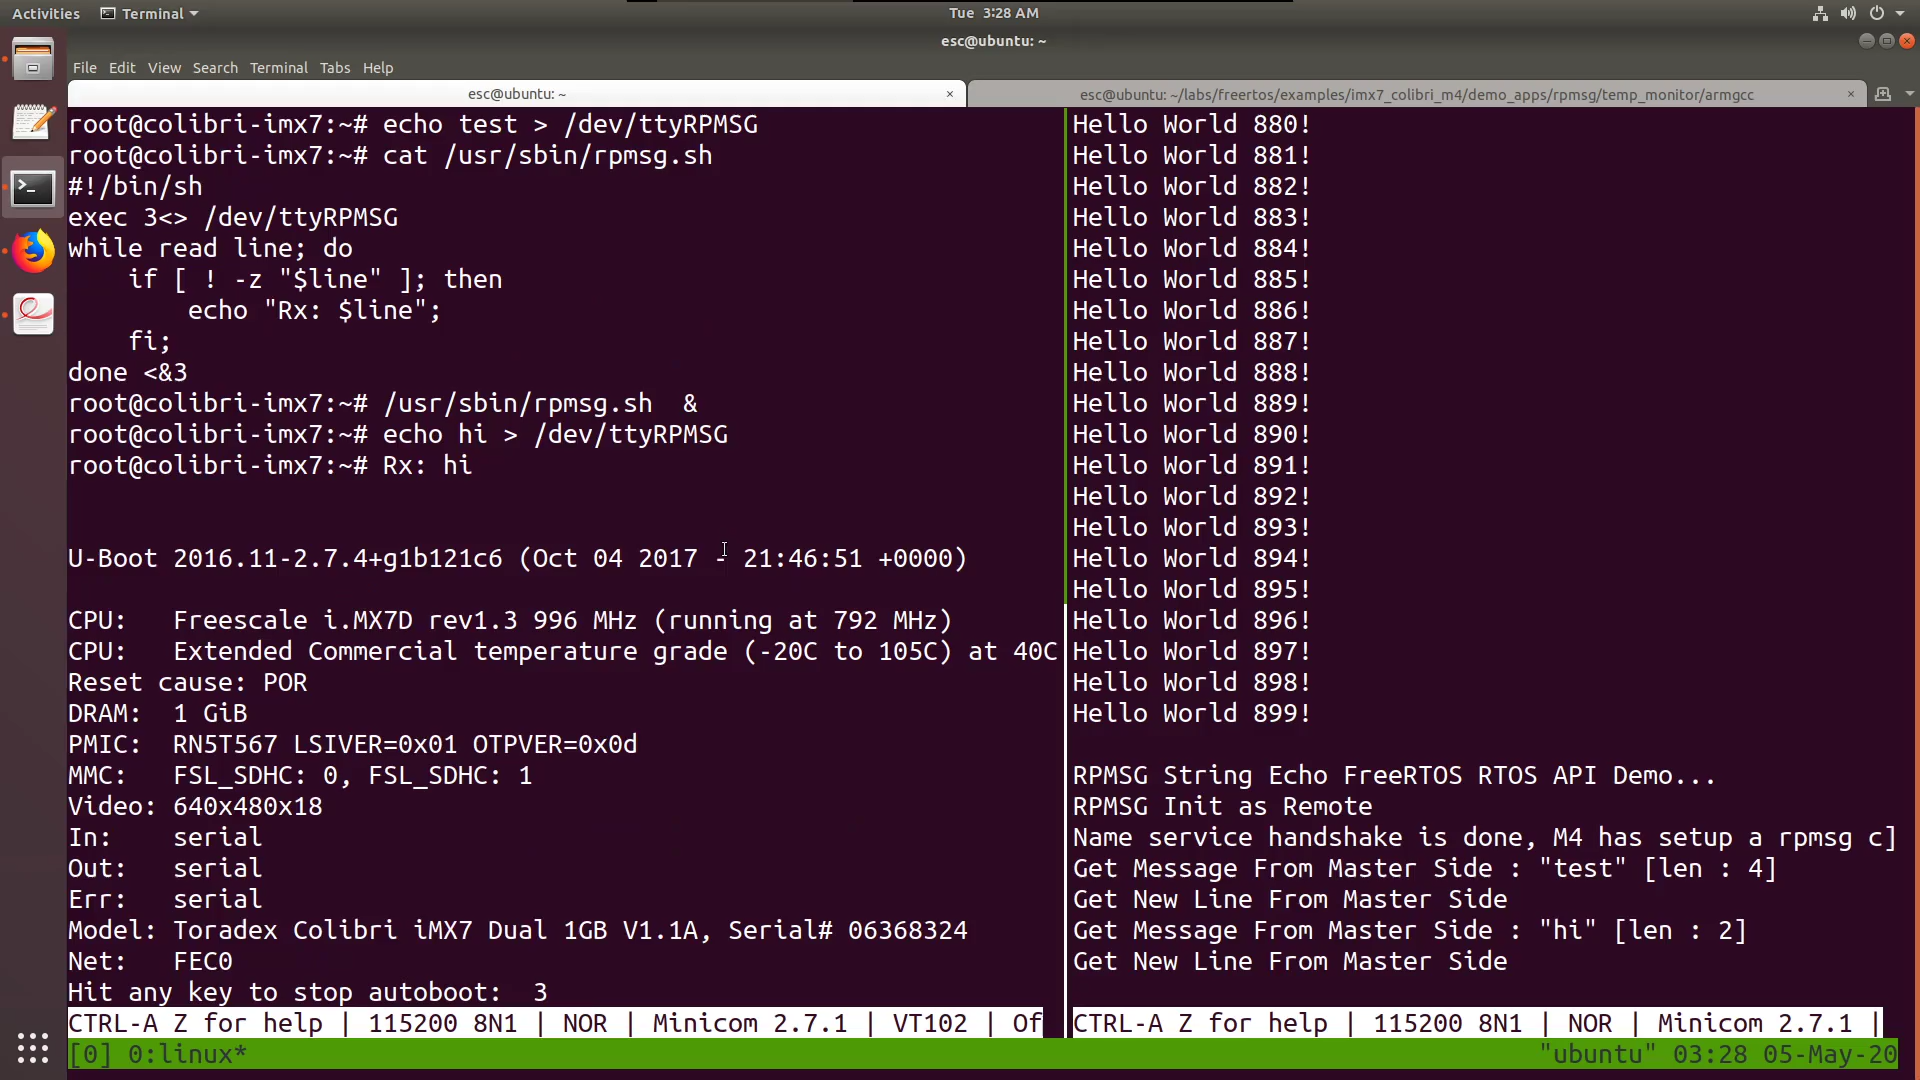 Activities Terminal Tue 3:28 AM
esc@ubuntu: ~
File Edit View Search Terminal Tabs Help
esc@ubuntu: ~ × esc@ubuntu: ~/labs/freertos/examples/imx7_colibri_m4/demo_apps/rpmsg/temp_monitor/armgcc ×
root@colibri-imx7:~# echo test > /dev/ttyRPMSG
root@colibri-imx7:~# cat /usr/sbin/rpmsg.sh
#!/bin/sh
exec 3<> /dev/ttyRPMSG
while read line; do
    if [ ! -z "$line" ]; then
        echo "Rx: $line";
    fi;
done <&3
root@colibri-imx7:~# /usr/sbin/rpmsg.sh  &
root@colibri-imx7:~# echo hi > /dev/ttyRPMSG
root@colibri-imx7:~# Rx: hi
U-Boot 2016.11-2.7.4+g1b121c6 (Oct 04 2017 - 21:46:51 +0000)
CPU:   Freescale i.MX7D rev1.3 996 MHz (running at 792 MHz)
CPU:   Extended Commercial temperature grade (-20C to 105C) at 40C
Reset cause: POR
DRAM:  1 GiB
PMIC:  RN5T567 LSIVER=0x01 OTPVER=0x0d
MMC:   FSL_SDHC: 0, FSL_SDHC: 1
Video: 640x480x18
In:    serial
Out:   serial
Err:   serial
Model: Toradex Colibri iMX7 Dual 1GB V1.1A, Serial# 06368324
Net:   FEC0
Hit any key to stop autoboot:  3
CTRL-A Z for help | 115200 8N1 | NOR | Minicom 2.7.1 | VT102 | Of
Hello World 880!
Hello World 881!
Hello World 882!
Hello World 883!
Hello World 884!
Hello World 885!
Hello World 886!
Hello World 887!
Hello World 888!
Hello World 889!
Hello World 890!
Hello World 891!
Hello World 892!
Hello World 893!
Hello World 894!
Hello World 895!
Hello World 896!
Hello World 897!
Hello World 898!
Hello World 899!
RPMSG String Echo FreeRTOS RTOS API Demo...
RPMSG Init as Remote
Name service handshake is done, M4 has setup a rpmsg c]
Get Message From Master Side : "test" [len : 4]
Get New Line From Master Side
Get Message From Master Side : "hi" [len : 2]
Get New Line From Master Side
CTRL-A Z for help | 115200 8N1 | NOR | Minicom 2.7.1 |
[0] 0:linux* "ubuntu" 03:28 05-May-20